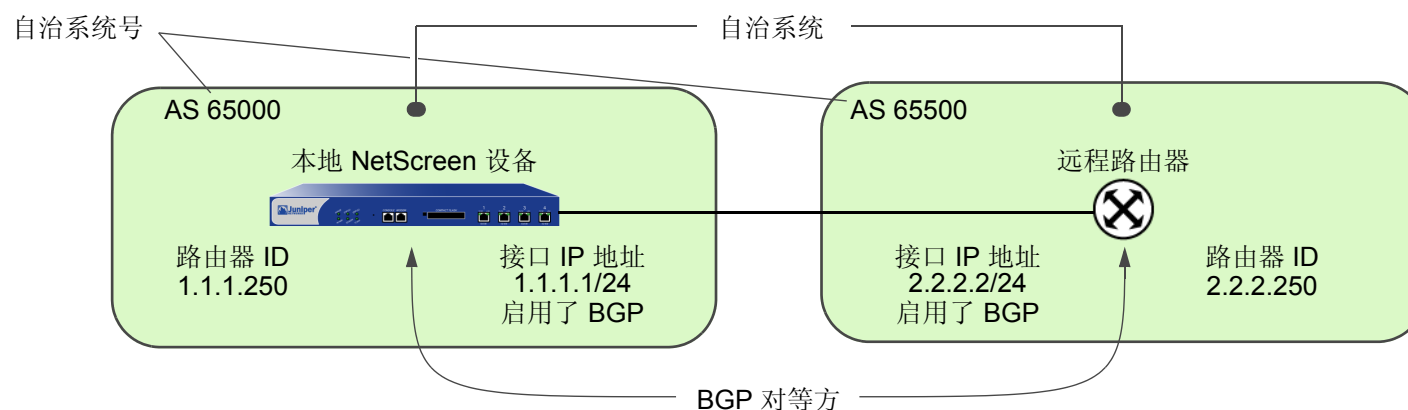 自治系统号
自治系统
AS 65000
AS 65500
本地 NetScreen 设备
远程路由器
Juniper
路由器 ID
1.1.1.250
接口 IP 地址
1.1.1.1/24
启用了 BGP
接口 IP 地址
2.2.2.2/24
启用了 BGP
路由器 ID
2.2.2.250
BGP 对等方